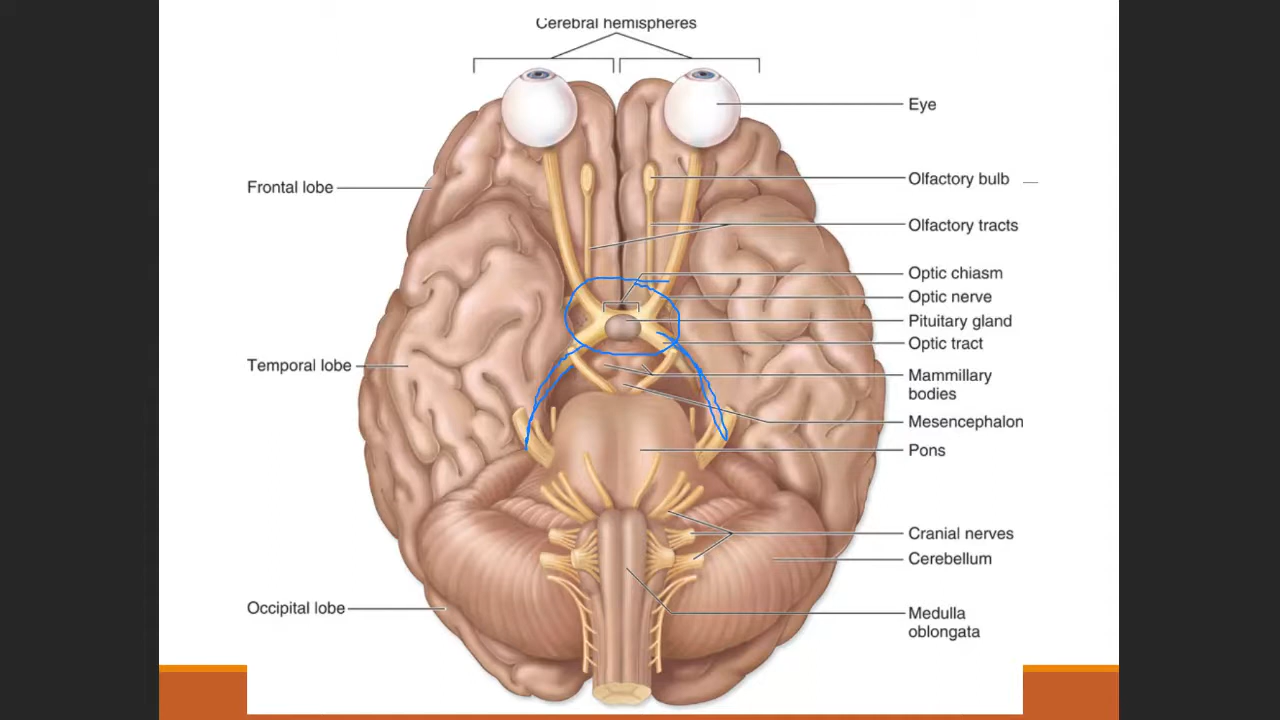 Cerebral hemispheres
Eye
Frontal lobe
Olfactory bulb
Olfactory tracts
Optic chiasm
Optic nerve
Pituitary gland
Optic tract
Temporal lobe
Mammillary
bodies
Mesencephalon
Pons
Cranial nerves
Cerebellum
Occipital lobe
Medulla
oblongata